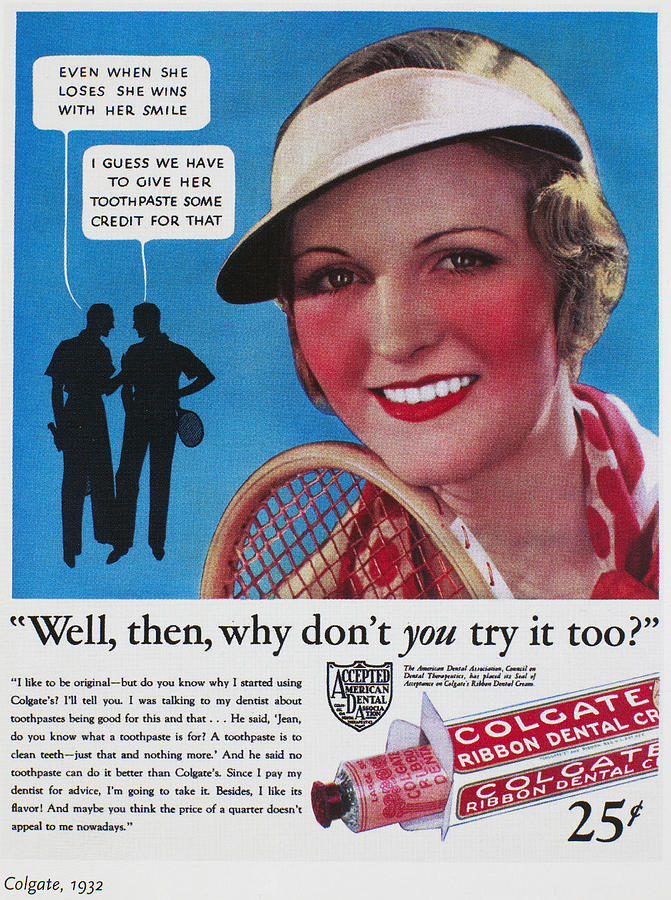 EVEN WHEN SHE
LOSES SHE WINS
WITH HER SMILE
I GUESS WE HAVE
TO GIVE HER
TOOTHPASTE SOME
CREDIT FOR THAT
"Well, then, why don't you try it too?"
"I like to be original—but do you know why I started using
Colgate's? I'll tell you. I was talking to my dentist about
toothpastes being good for this and that . . . He said, 'Jean,
do you know what a toothpaste is for? A toothpaste is to
clean teeth—just that and nothing more.' And he said no
toothpaste can do it better than Colgate's. Since I pay my
dentist for advice, I'm going to take it. Besides, I like its
flavor! And maybe you think the price of a quarter doesn't
appeal to me nowadays."
ACCEPTED
AMERICAN
DENTAL
ASSOCIA
TION
The American Dental Association, Council on
Dental Therapeutics, has placed its Seal of
Acceptance on Colgate's Ribbon Dental Cream.
COLGATE
RIBBON DENTAL CR
COLGATE
RIBBON DENTAL C
COLGATE
RIBBON
25¢
Colgate, 1932